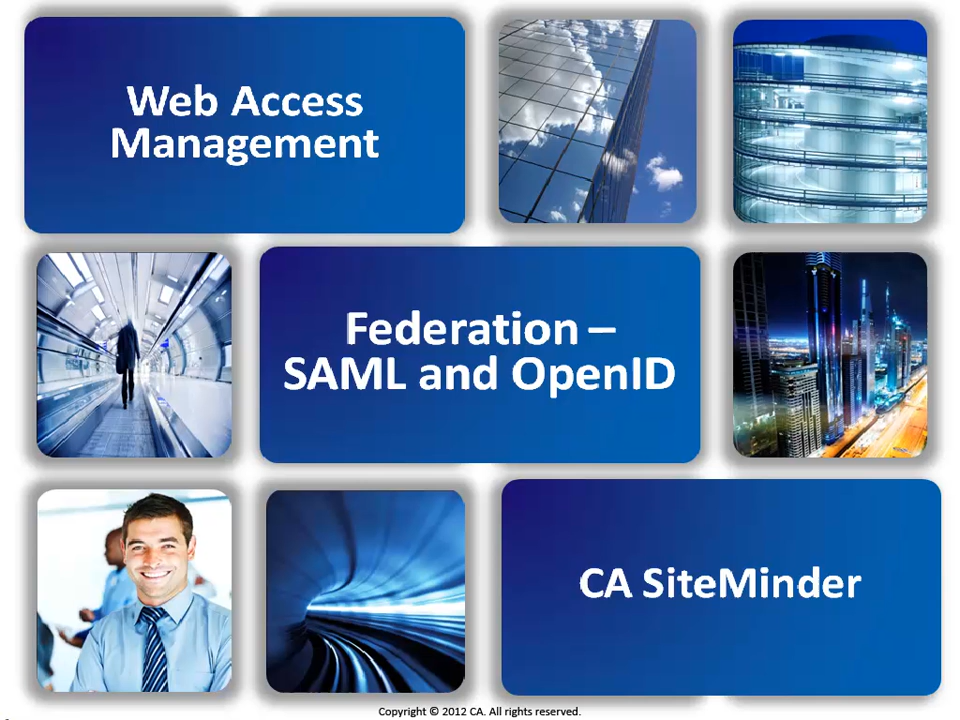 Web Access
Management
Federation –
SAML and OpenID
CA SiteMinder
Copyright © 2012 CA. All rights reserved.